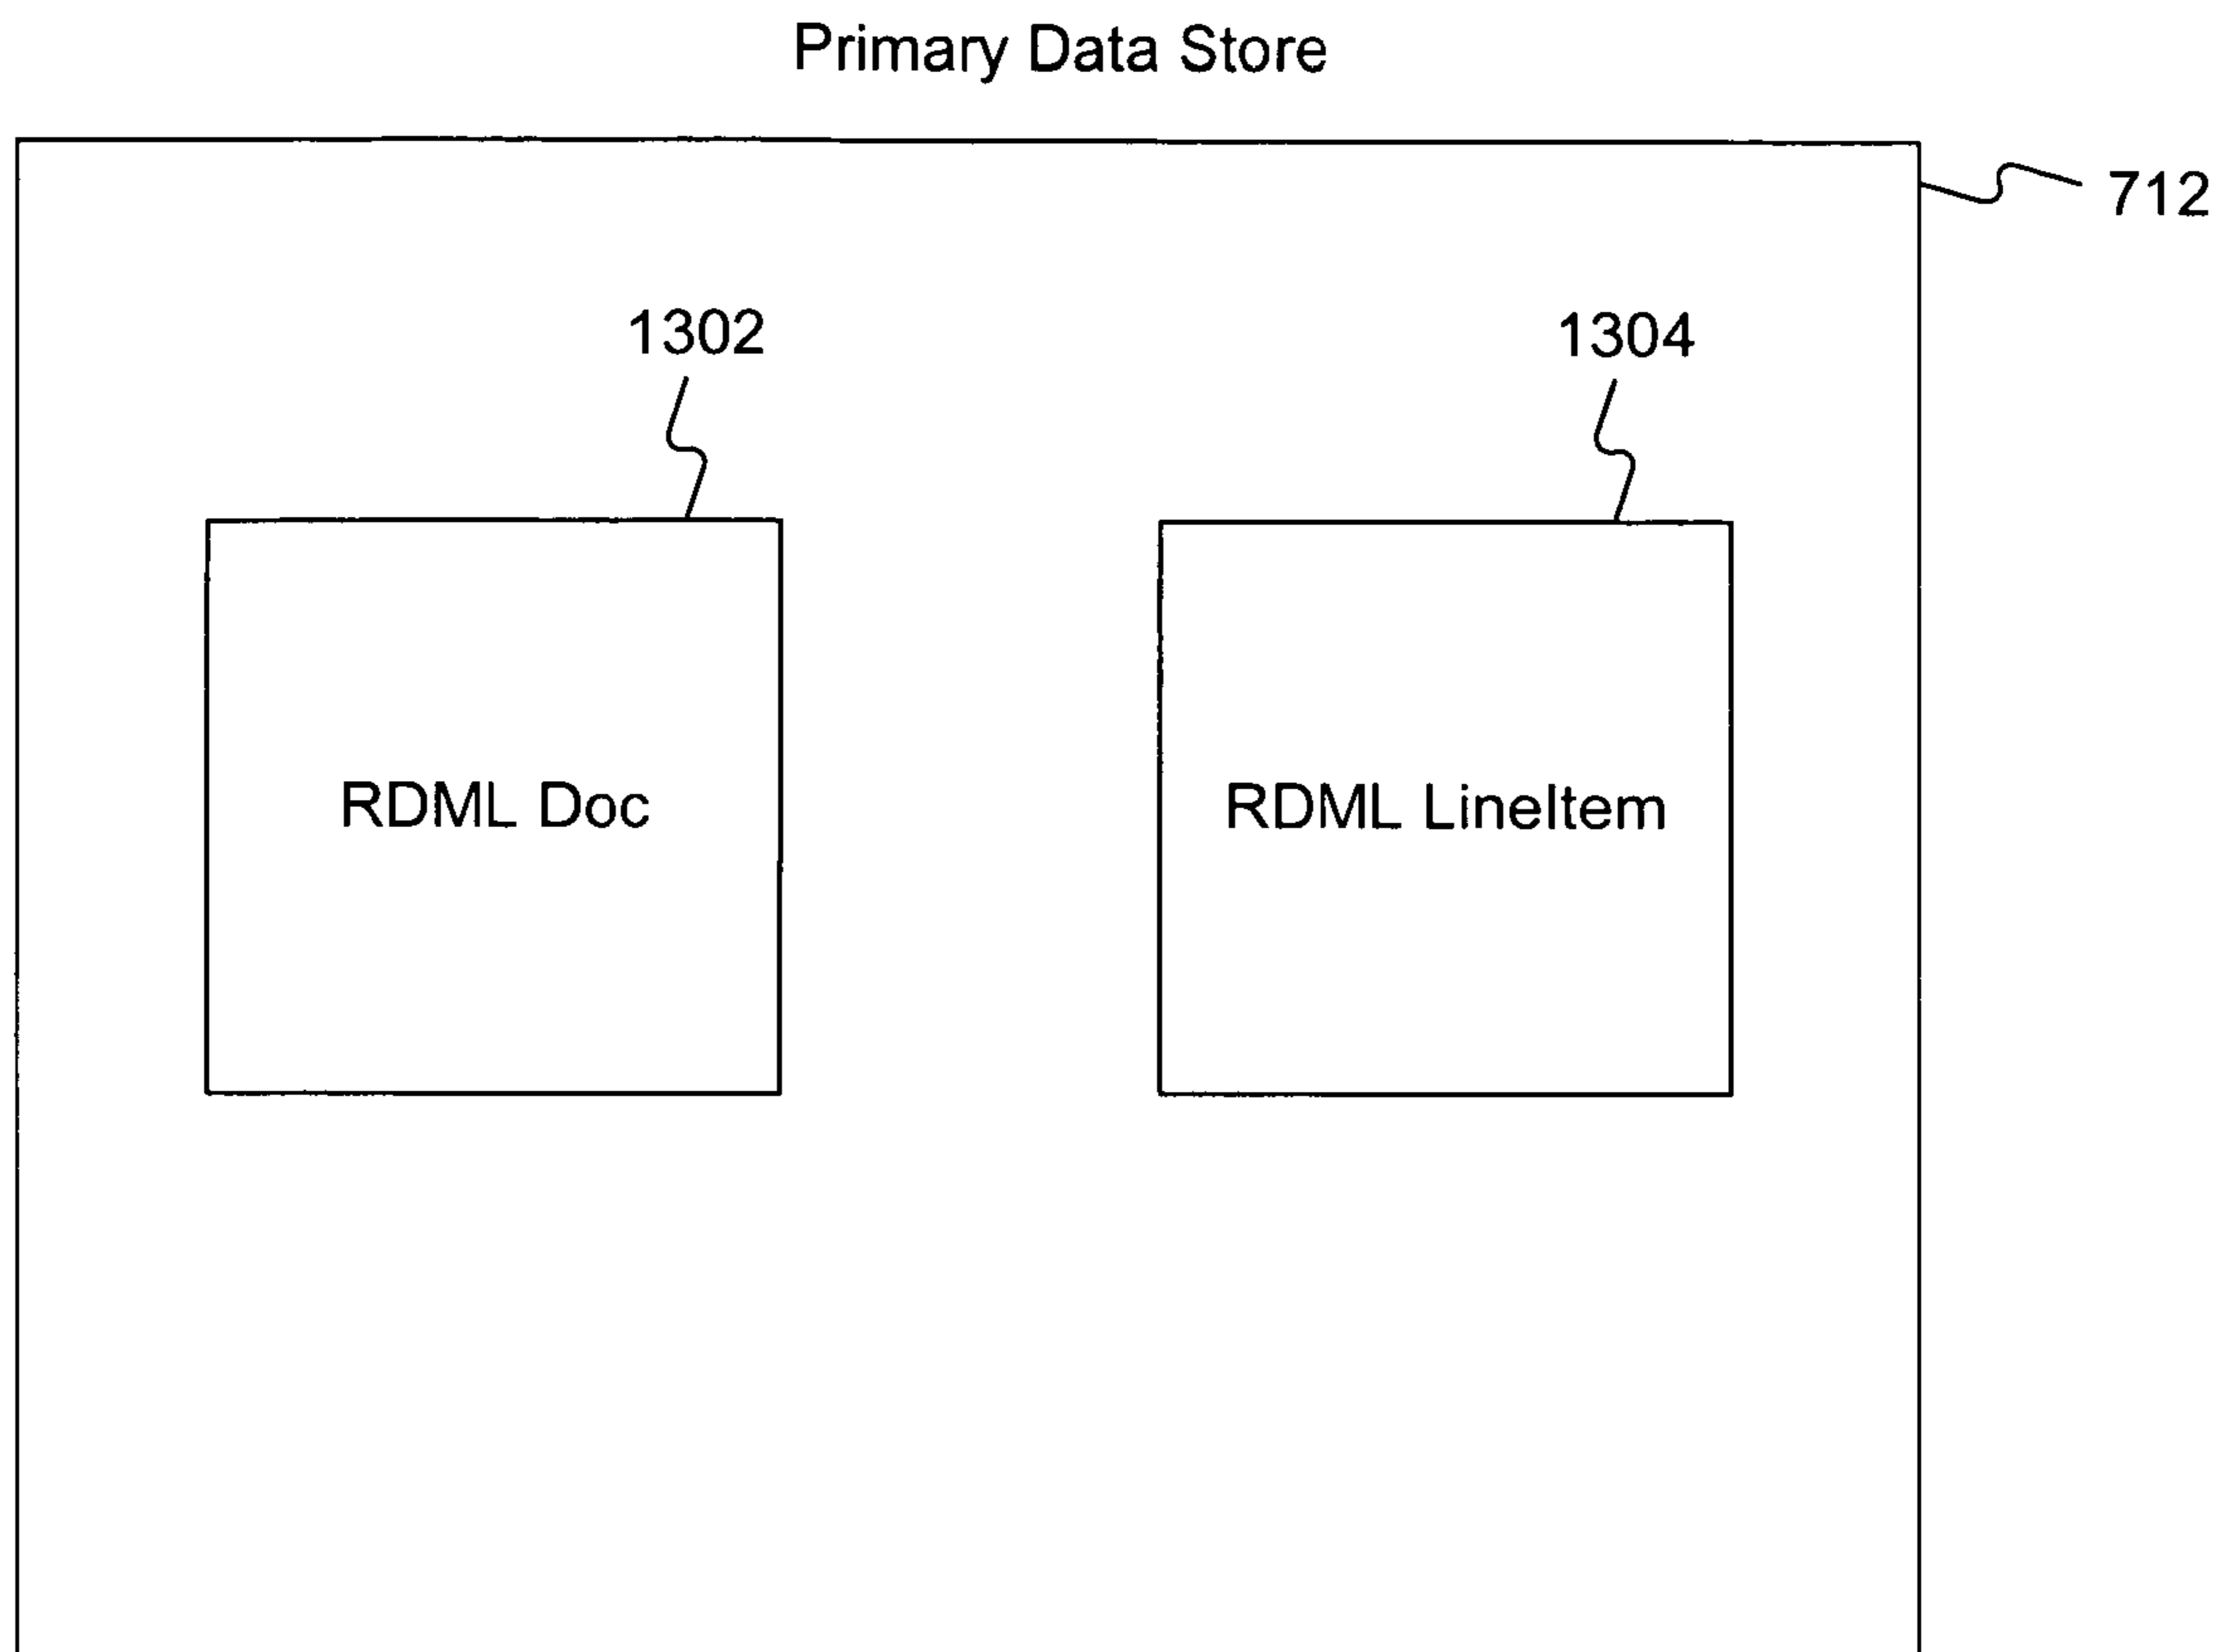 Primary Data Store
712
1302
1304
RDML Doc
RDML LineItem